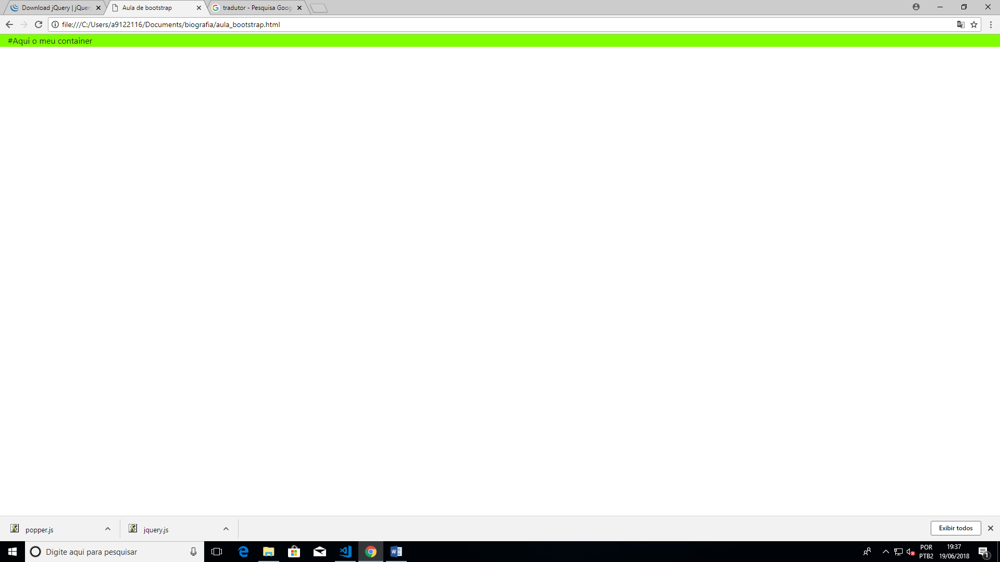 Download jQuery | jQuer
Aula de bootstrap
tradutor - Pesquisa Goog
file:///C:/Users/a9122116/Documents/biografia/aula_bootstrap.html
#Aqui o meu container
popper.js
jquery.js
Exibir todos
Digite aqui para pesquisar
POR
PTB2
19:37
19/06/2018
1